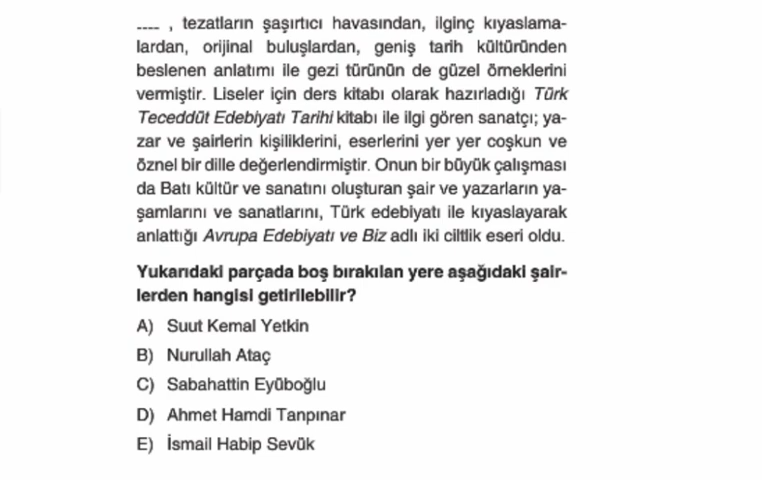 ---- , tezatların şaşırtıcı havasından, ilginç kıyaslama-
lardan, orijinal buluşlardan, geniş tarih kültüründen
beslenen anlatımı ile gezi türünün de güzel örneklerini
vermiştir. Liseler için ders kitabı olarak hazırladığı Türk
Teceddüt Edebiyatı Tarihi kitabı ile ilgi gören sanatçı; ya-
zar ve şairlerin kişiliklerini, eserlerini yer yer coşkun ve
öznel bir dille değerlendirmiştir. Onun bir büyük çalışması
da Batı kültür ve sanatını oluşturan şair ve yazarların ya-
şamlarını ve sanatlarını, Türk edebiyatı ile kıyaslayarak
anlattığı Avrupa Edebiyatı ve Biz adlı iki ciltlik eseri oldu.
Yukarıdaki parçada boş bırakılan yere aşağıdaki şair-
lerden hangisi getirilebilir?
A) Suut Kemal Yetkin
B) Nurullah Ataç
C) Sabahattin Eyüboğlu
D) Ahmet Hamdi Tanpınar
E) İsmail Habip Sevük